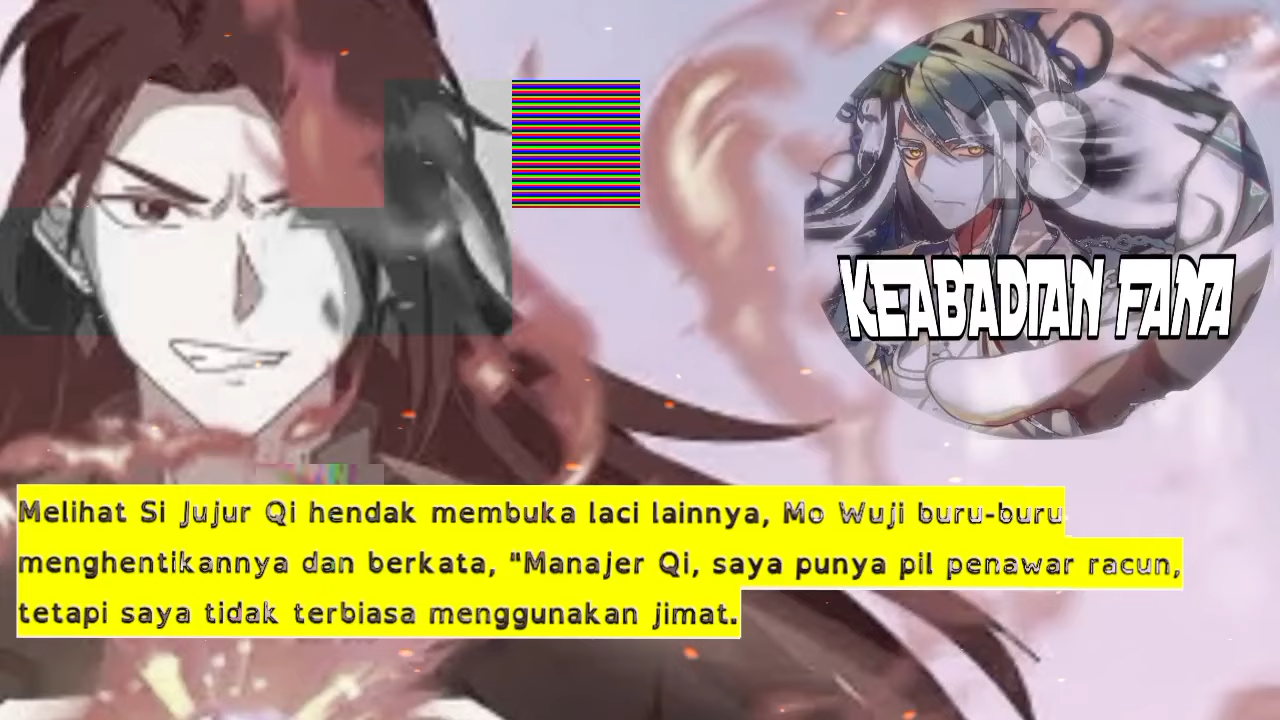 KEABADIAN FANA
Melihat Si Jujur Qi hendak membuka laci lainnya, Mo Wuji buru-buru
menghentikannya dan berkata, "Manajer Qi, saya punya pil penawar racun,
tetapi saya tidak terbiasa menggunakan jimat.